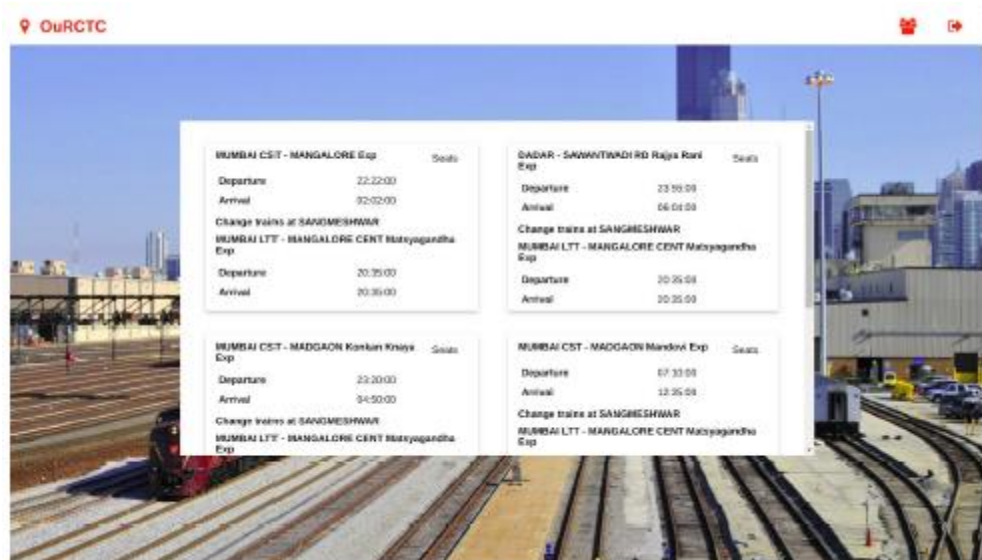 OuRCTC
MUMBAI CST - MANGALORE Exp Seats
Departure 22:22:00
Arrival 02:02:00
Change trains at SANGMESHWAR
MUMBAI LTT - MANGALORE CENT Matsyagandha
Exp
Departure 20:35:00
Arrival 20:35:00
DADAR - SAWANTWADI RD Rajya Rani Seats
Exp
Departure 23:55:00
Arrival 06:04:00
Change trains at SANGMESHWAR
MUMBAI LTT - MANGALORE CENT Matsyagandha
Exp
Departure 20:35:00
Arrival 20:35:00
MUMBAI CST - MADGAON Konkan Knaya Seats
Exp
Departure 23:20:00
Arrival 04:50:00
Change trains at SANGMESHWAR
MUMBAI LTT - MANGALORE CENT Matsyagandha
Exp
MUMBAI CST - MADGAON Mandovi Exp Seats
Departure 07:10:00
Arrival 12:35:00
Change trains at SANGMESHWAR
MUMBAI LTT - MANGALORE CENT Matsyagandha
Exp